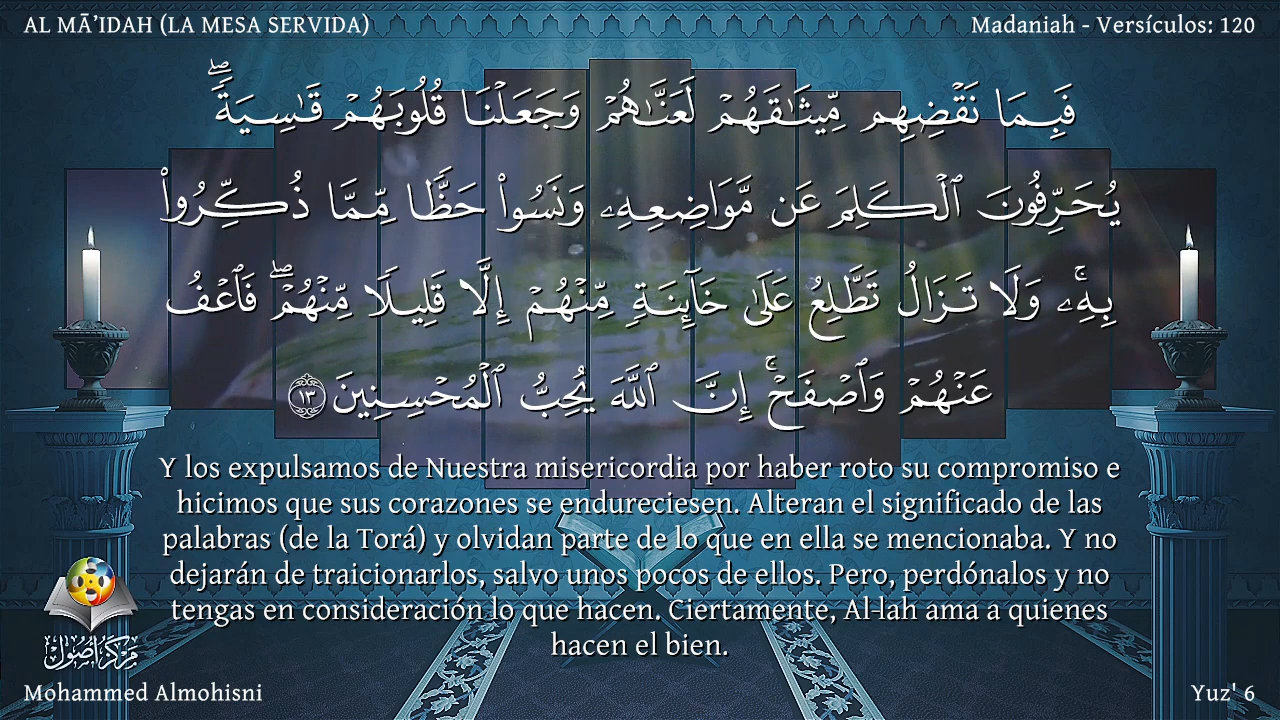 AL MĀ’IDAH (LA MESA SERVIDA)
Madaniah - Versículos: 120
فَبِمَا نَقْضِهِم مِّيثَـٰقَهُمْ لَعَنَّـٰهُمْ وَجَعَلْنَا قُلُوبَهُمْ قَـٰسِيَةًۖ
يُحَرِّفُونَ ٱلْكَلِمَ عَن مَّوَاضِعِهِۦ وَنَسُوا۟ حَظًّا مِّمَّا ذُكِّرُوا۟
بِهِۦۚ وَلَا تَزَالُ تَطَّلِعُ عَلَىٰ خَآئِنَةٍ مِّنْهُمْ إِلَّا قَلِيلًا مِّنْهُمْۖ فَٱعْفُ
عَنْهُمْ وَٱصْفَحْۚ إِنَّ ٱللَّهَ يُحِبُّ ٱلْمُحْسِنِينَ ١٣
Y los expulsamos de Nuestra misericordia por haber roto su compromiso e
hicimos que sus corazones se endureciesen. Alteran el significado de las
palabras (de la Torá) y olvidan parte de lo que en ella se mencionaba. Y no
dejarán de traicionarlos, salvo unos pocos de ellos. Pero, perdónalos y no
tengas en consideración lo que hacen. Ciertamente, Al-lah ama a quienes
hacen el bien.
مركز أصول
Mohammed Almohisni
Yuz' 6